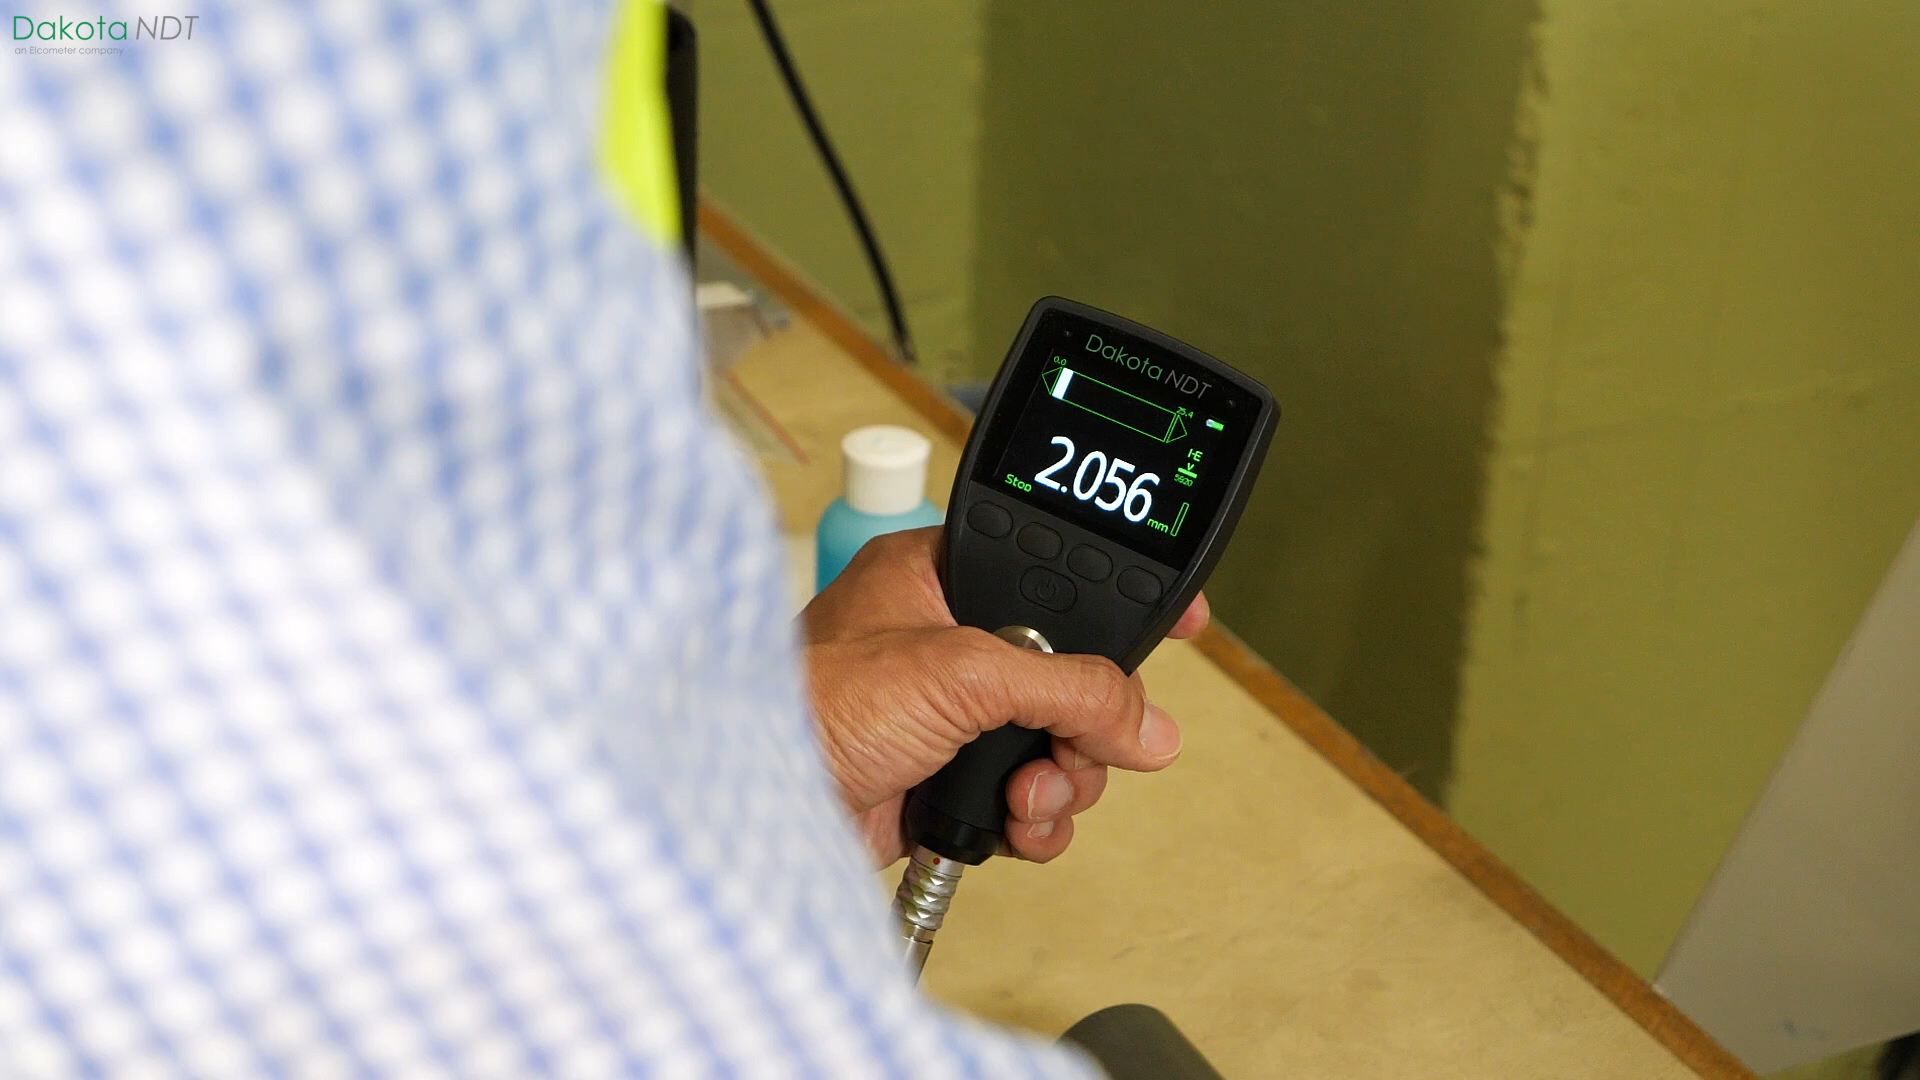 Dakota NDT
an Elcometer company
Dakota NDT
0.0
25.4
I-E
V
5920
2.056 mm
Stop